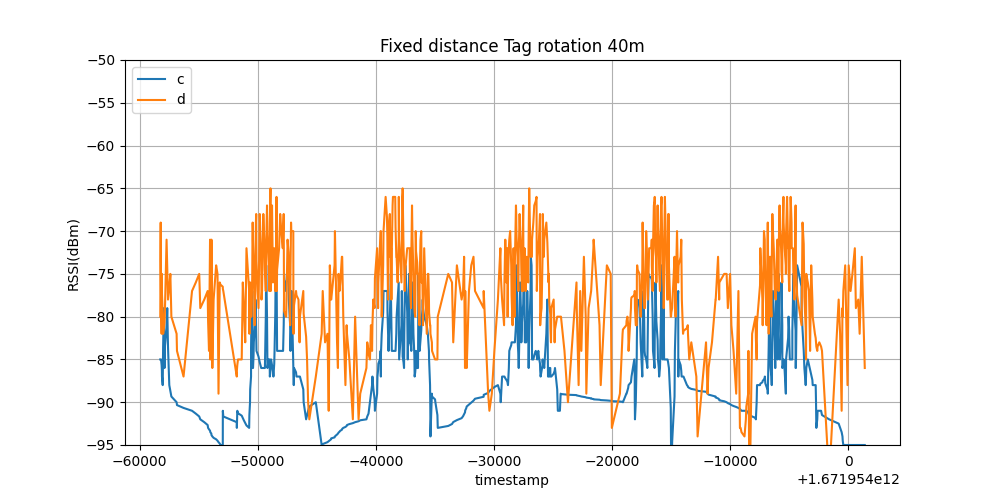 Fixed distance Tag rotation 40m
−50
−55
−60
−65
−70
−75
−80
−85
−90
−95
RSSI(dBm)
c
d
−60000 −50000 −40000 −30000 −20000 −10000 0
timestamp
+1.671954e12